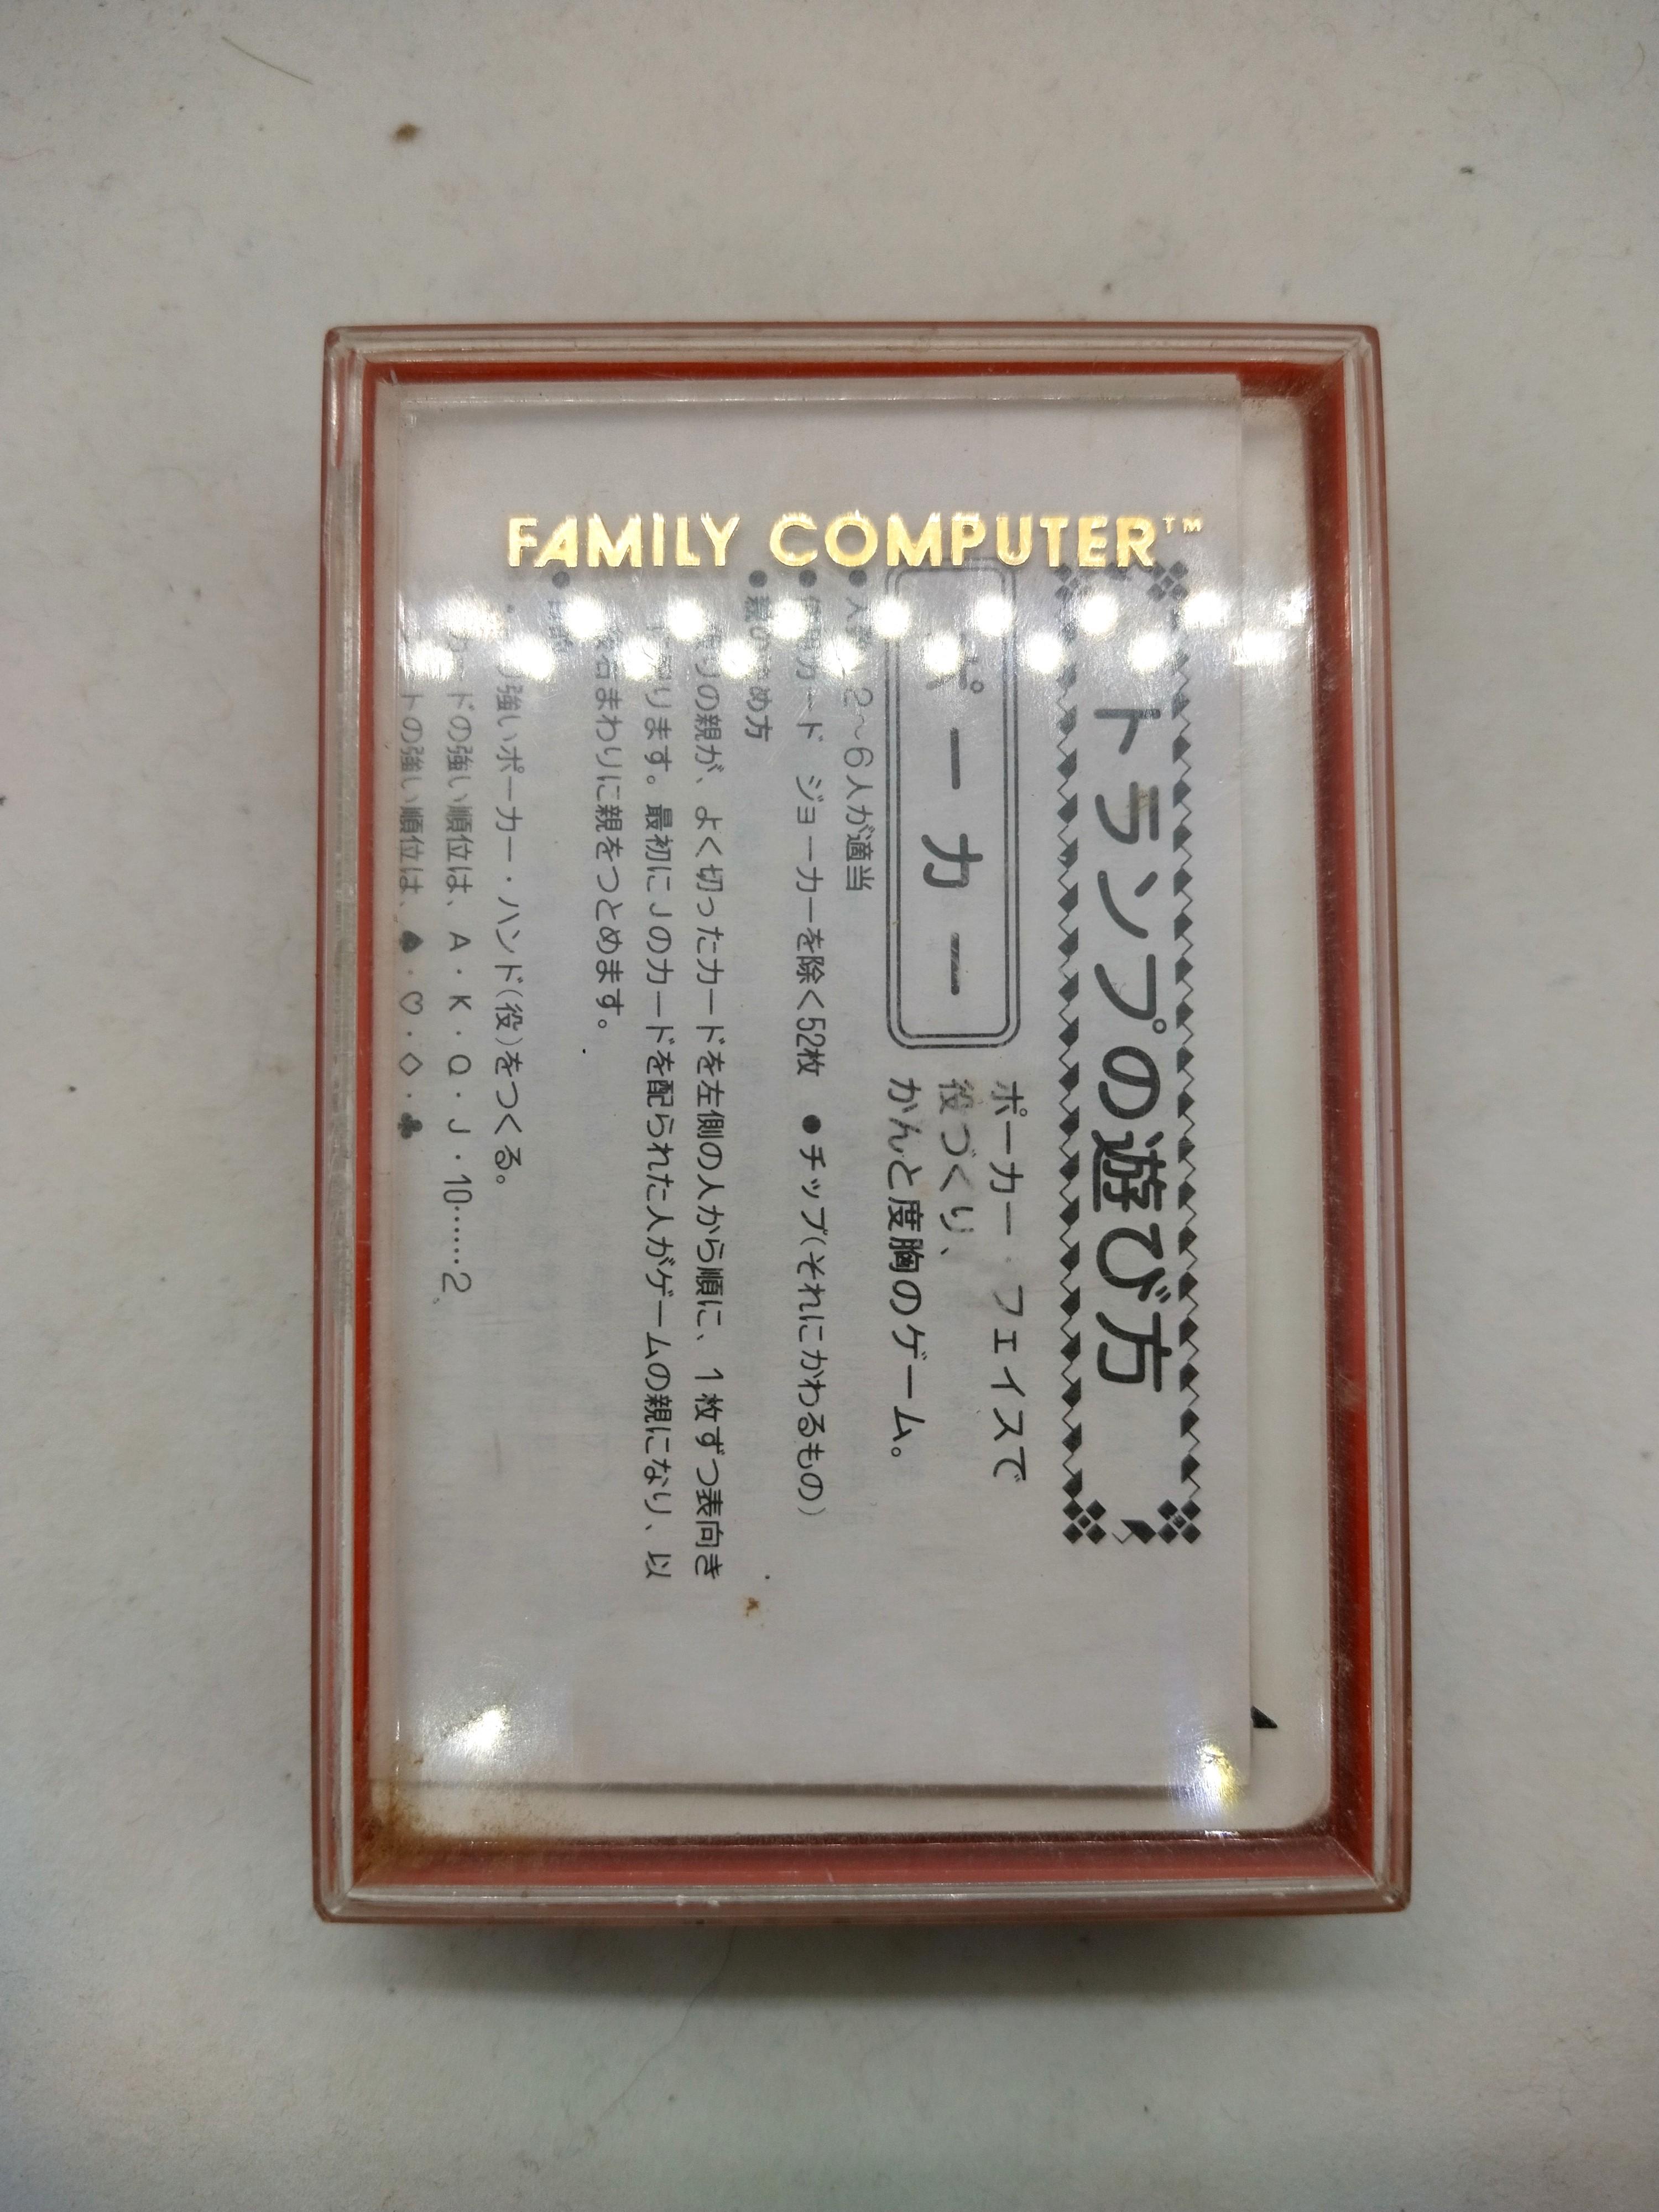 FAMILY COMPUTER™
トランプの遊び方
ポーカー
ポーカー・フェイスで
役づくり、
かんと度胸のゲーム。
2〜6人が適当
カード ジョーカーを除く52枚 ●チップ(それにかわるもの)
め方
の親が、よく切ったカードを左側の人から順に、1枚ずつ表向き
ります。最初にJのカードを配られた人がゲームの親になり、以
まわりに親をつとめます。
強いポーカー・ハンド(役)をつくる。
ドの強い順位は、A・K・Q・J・10……2、
トの強い順位は、♠・♡・◇・♣